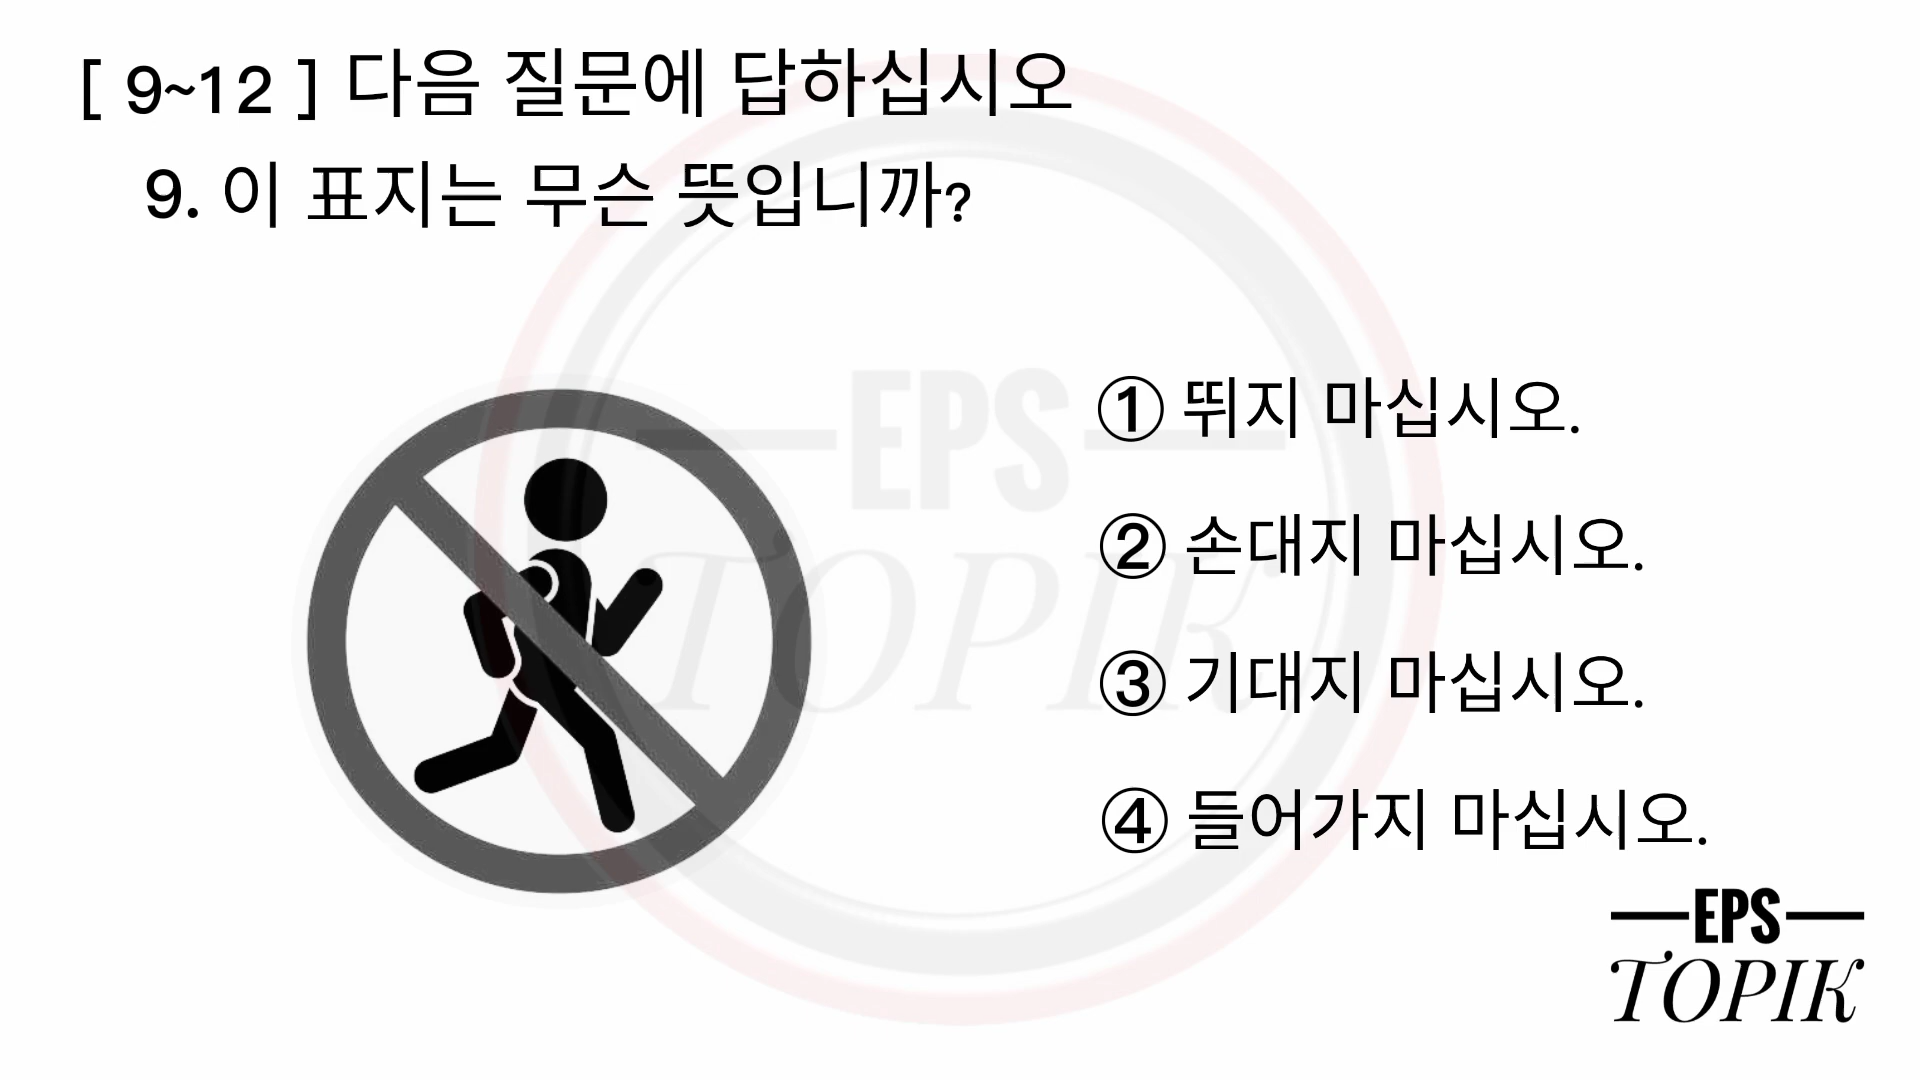 [ 9~12 ] 다음 질문에 답하십시오
9. 이 표지는 무슨 뜻입니까?
① 뛰지 마십시오.
② 손대지 마십시오.
③ 기대지 마십시오.
④ 들어가지 마십시오.
EPS
TOPIK
EPS
TOPIK